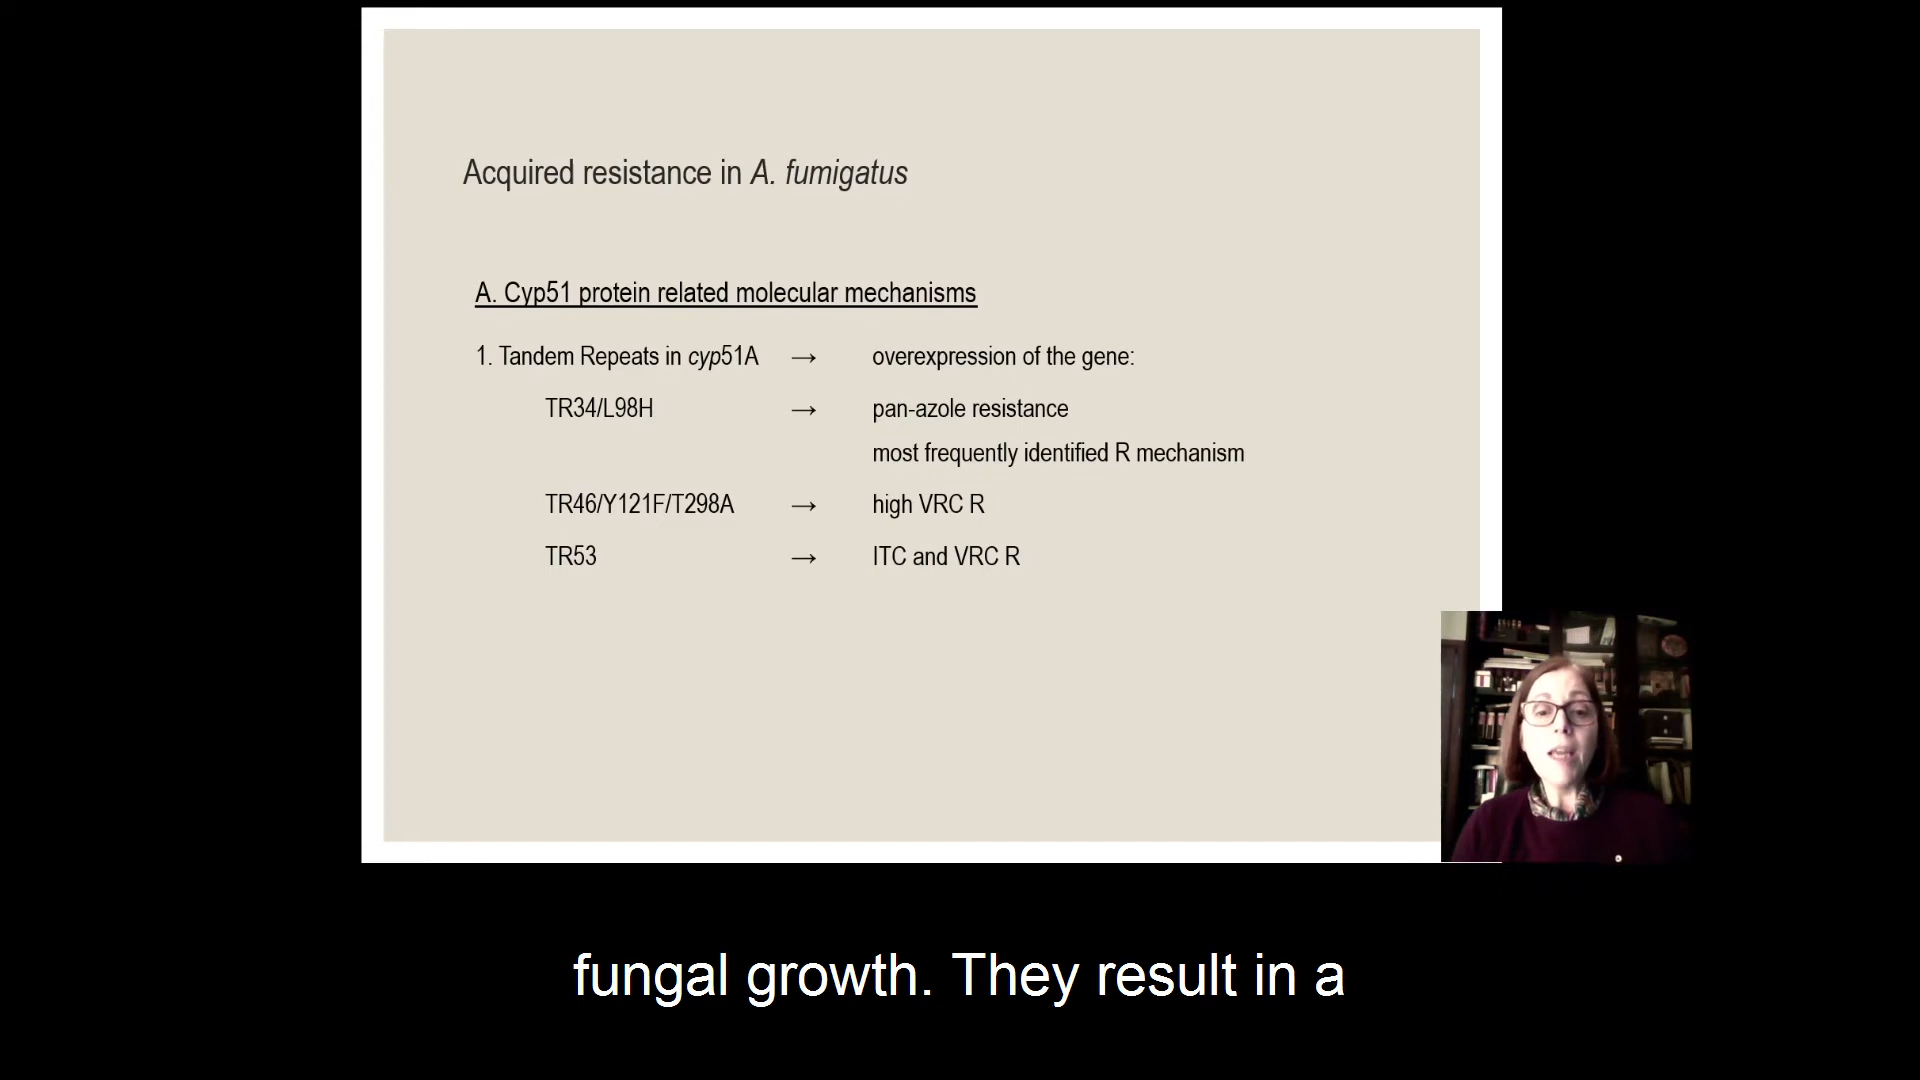 Acquired resistance in A. fumigatus
A. Cyp51 protein related molecular mechanisms
1. Tandem Repeats in cyp51A → overexpression of the gene:
TR34/L98H → pan-azole resistance
most frequently identified R mechanism
TR46/Y121F/T298A → high VRC R
TR53 → ITC and VRC R
fungal growth. They result in a